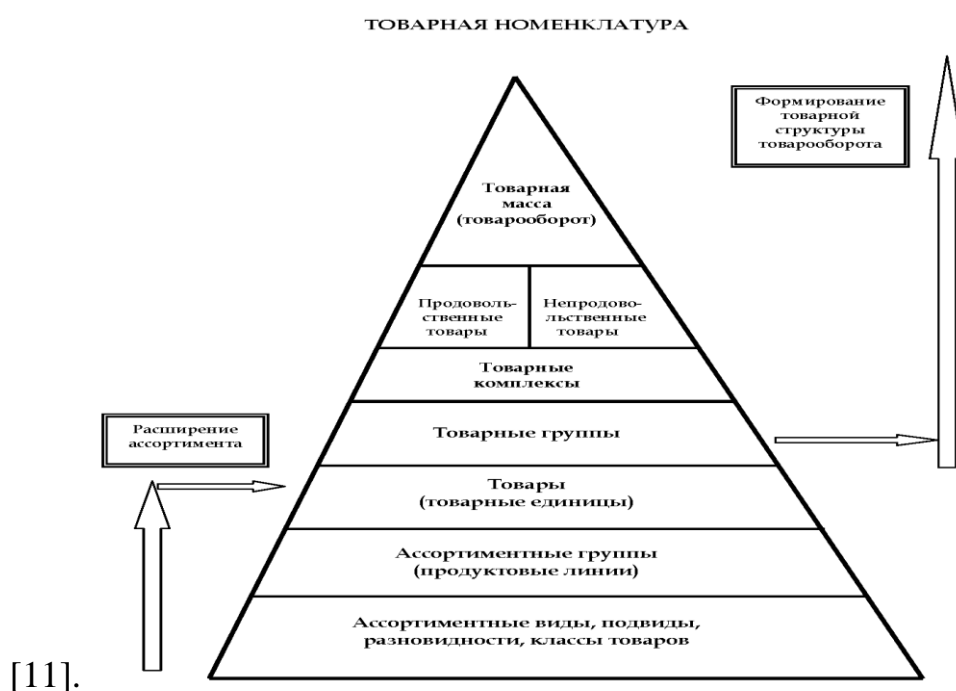 ТОВАРНАЯ НОМЕНКЛАТУРА
Формирование
товарной
структуры
товарооборота
Товарная
масса
(товарооборот)
Продоволь-
ственные
товары
Непродово-
льственные
товары
Товарные
комплексы
Расширение
ассортимента
Товарные группы
Товары
(товарные единицы)
Ассортиментные группы
(продуктовые линии)
Ассортиментные виды, подвиды,
разновидности, классы товаров
[11].